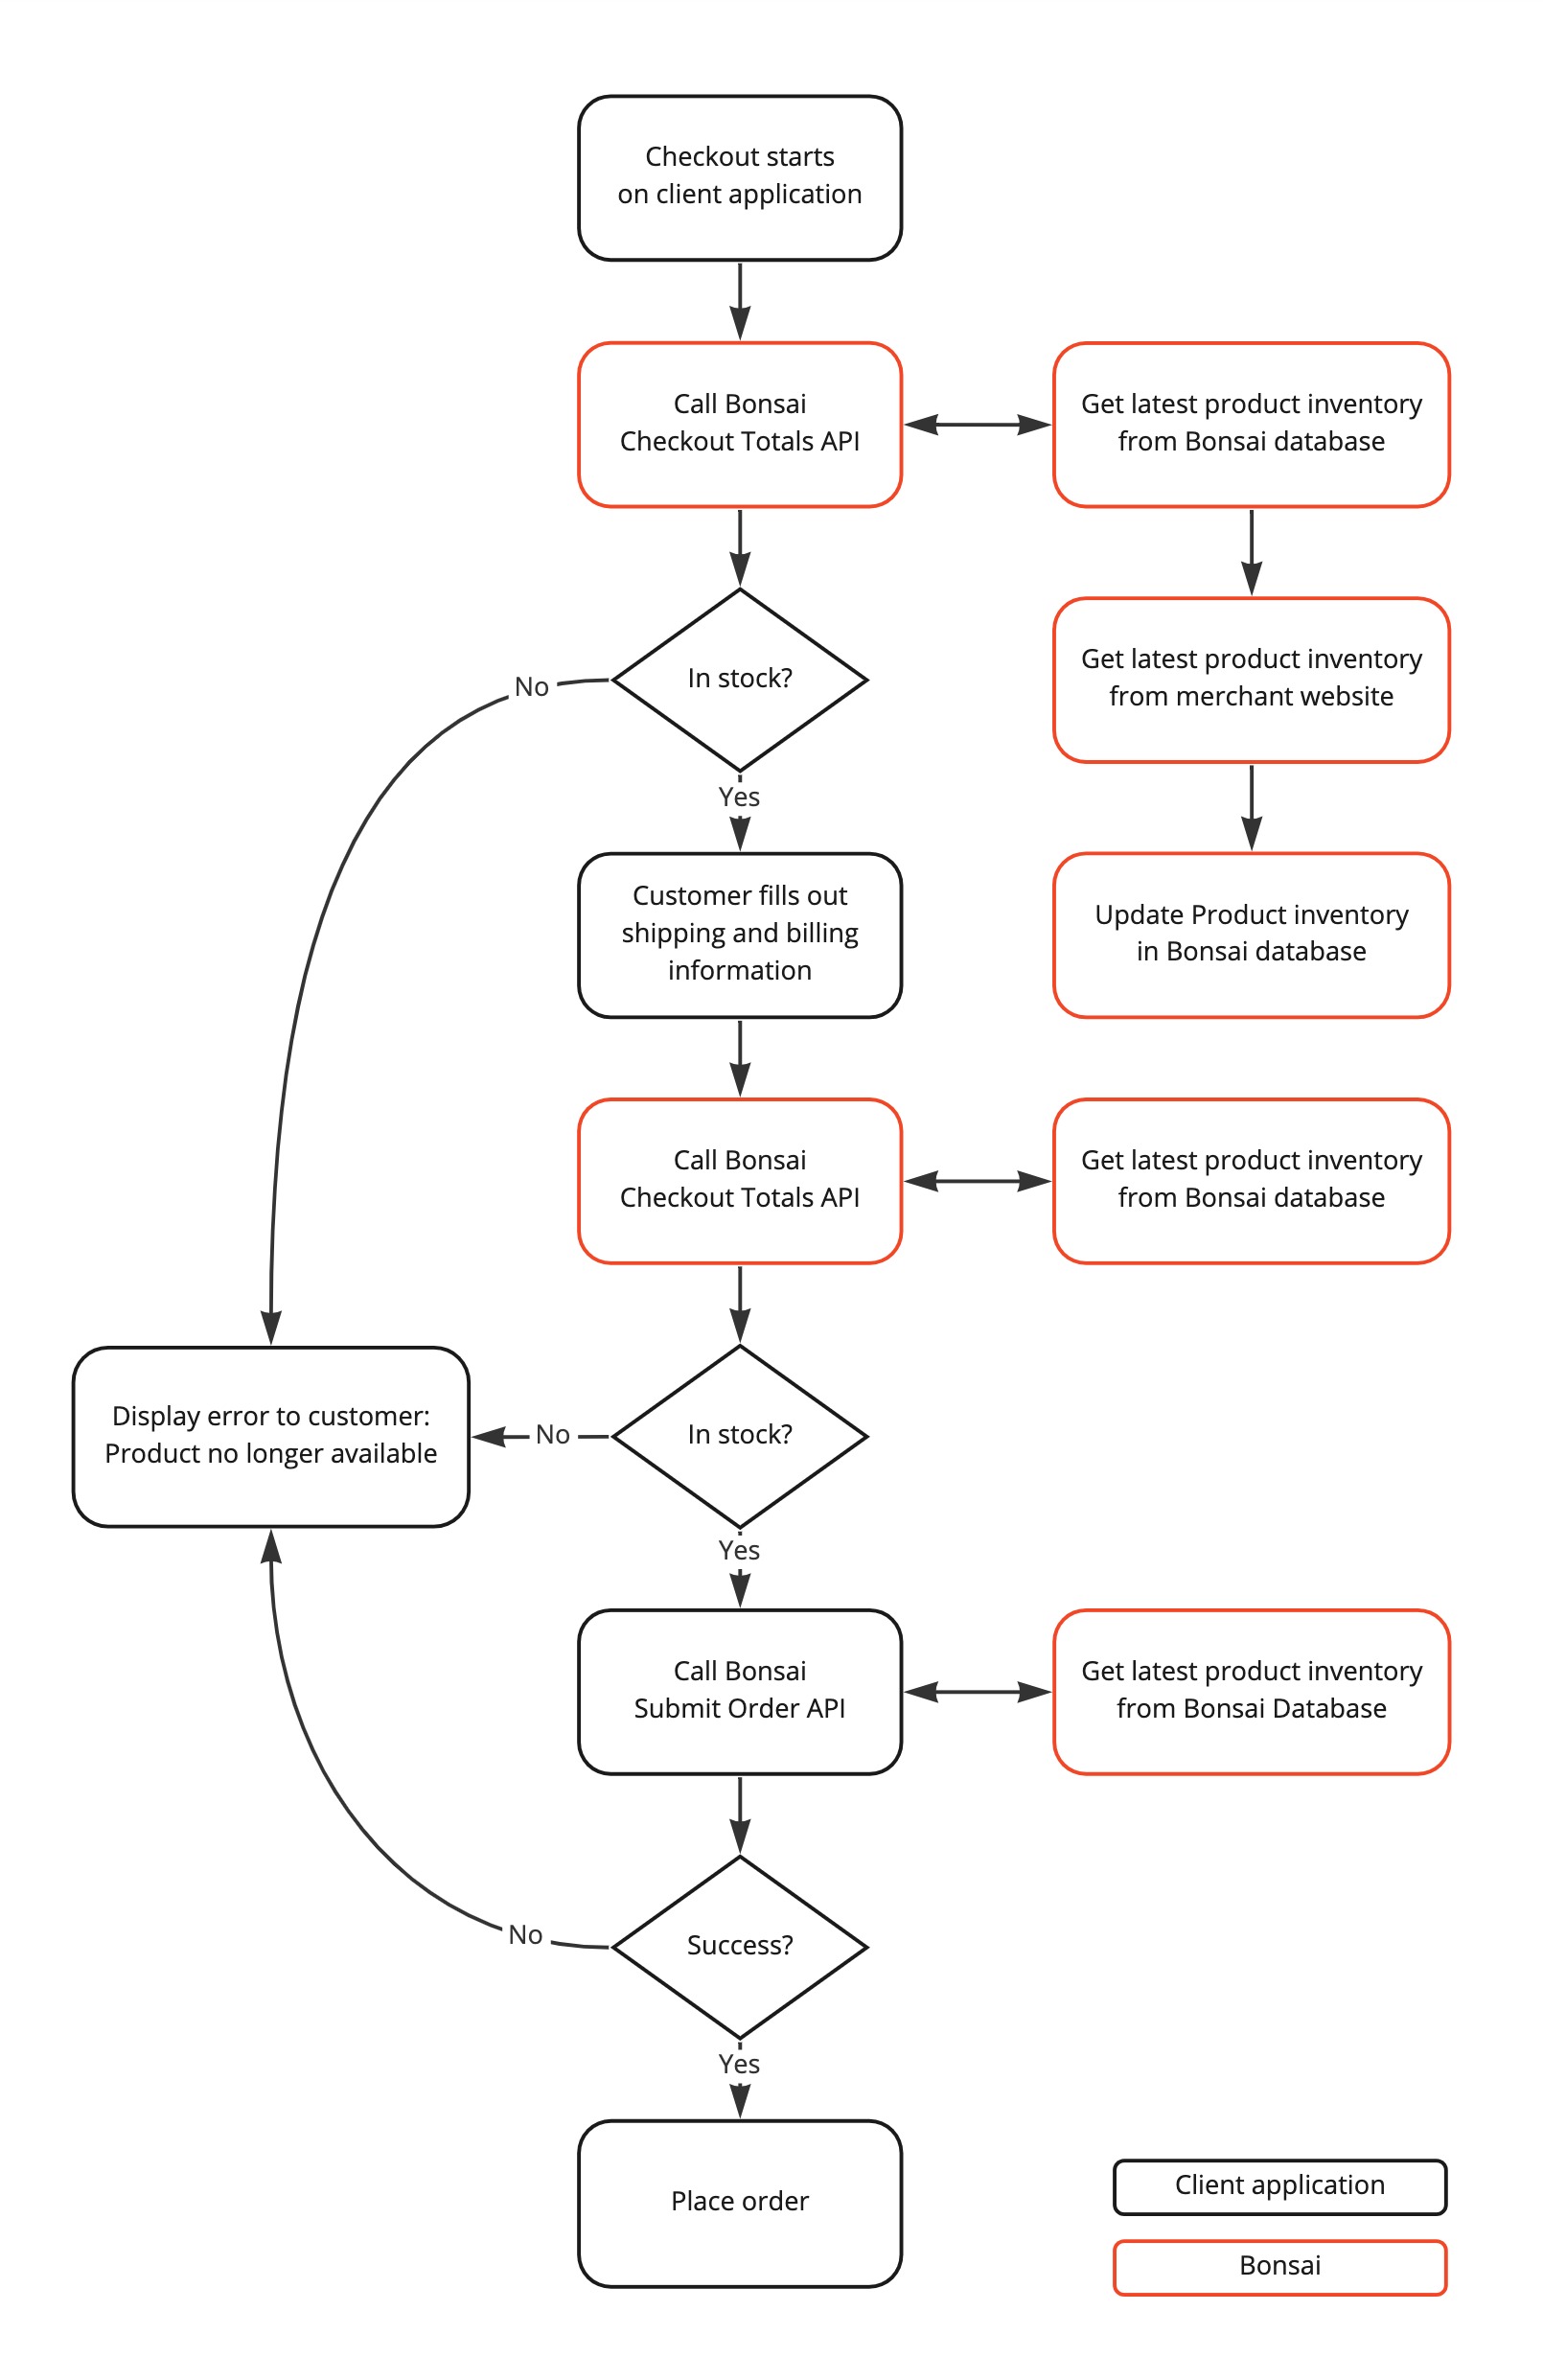 Checkout starts
on client application
Call Bonsai
Checkout Totals API
Get latest product inventory
from Bonsai database
In stock?
No
Yes
Get latest product inventory
from merchant website
Customer fills out
shipping and billing
information
Update Product inventory
in Bonsai database
Call Bonsai
Checkout Totals API
Get latest product inventory
from Bonsai database
Display error to customer:
Product no longer available
No
In stock?
Yes
Call Bonsai
Submit Order API
Get latest product inventory
from Bonsai Database
No
Success?
Yes
Place order
Client application
Bonsai